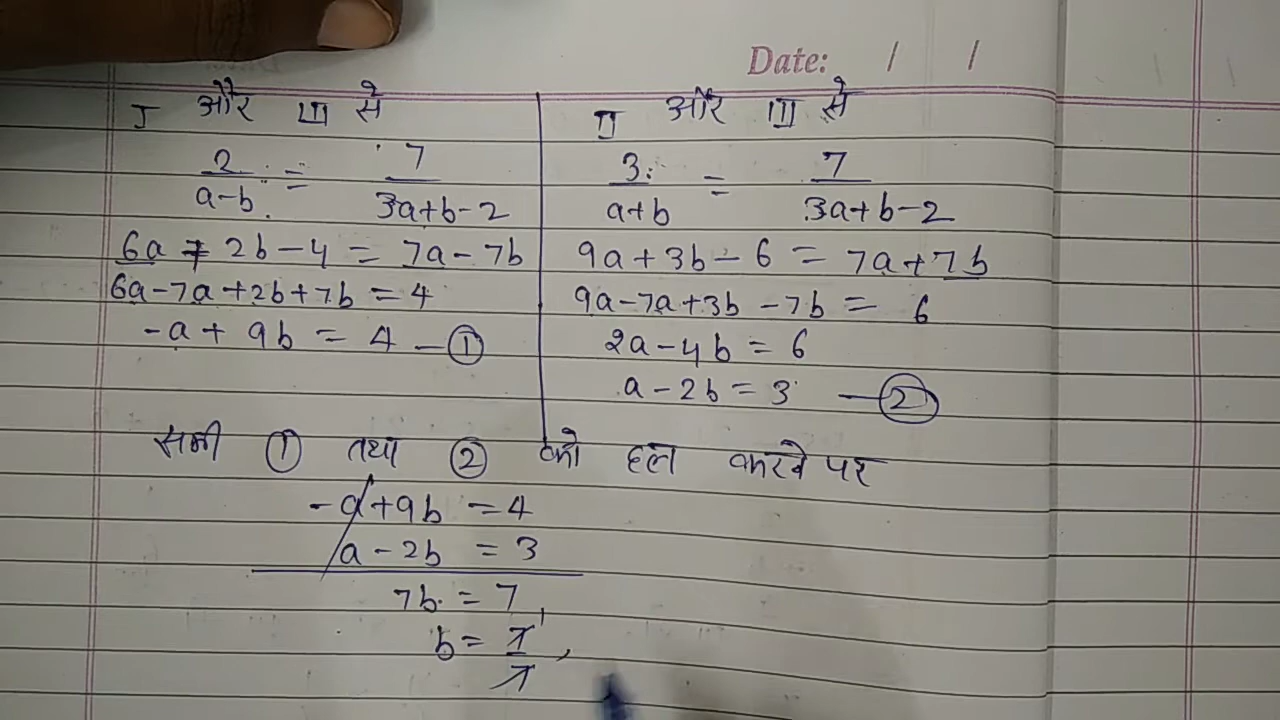 Date: / /
I और III से
2/(a-b) = 7/(3a+b-2)
6a + 2b - 4 = 7a - 7b
6a - 7a + 2b + 7b = 4
-a + 9b = 4 — ①
II और III से
3/(a+b) = 7/(3a+b-2)
9a + 3b - 6 = 7a + 7b
9a - 7a + 3b - 7b = 6
2a - 4b = 6
a - 2b = 3 — ②
समी ① तथा ② को हल करने पर
-a + 9b = 4
a - 2b = 3
7b = 7
b = 7/7